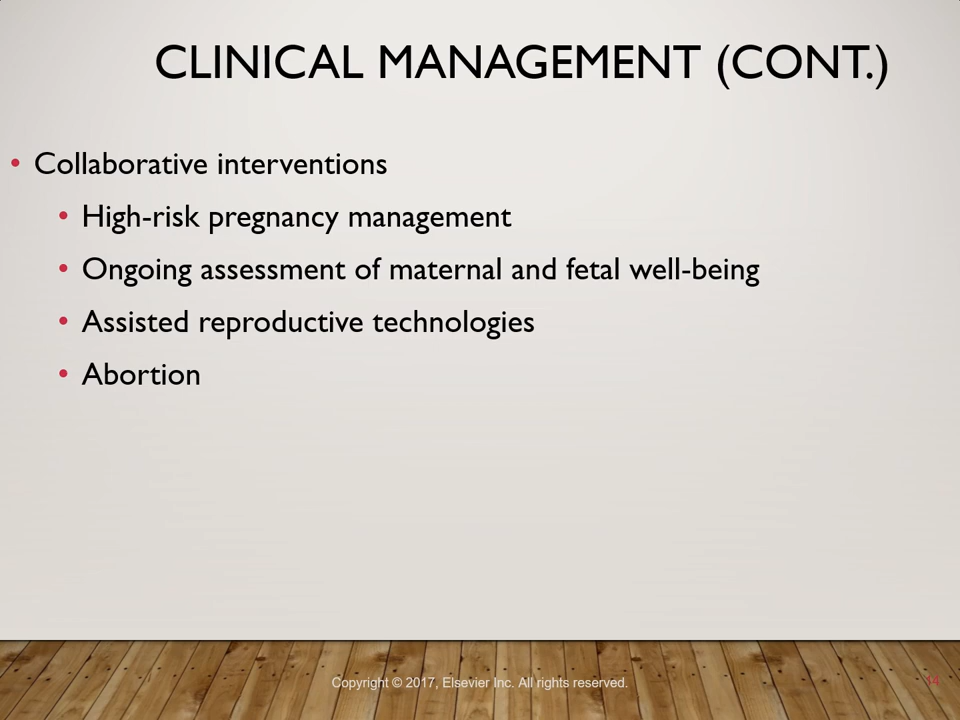 CLINICAL MANAGEMENT (CONT.)
• Collaborative interventions
• High-risk pregnancy management
• Ongoing assessment of maternal and fetal well-being
• Assisted reproductive technologies
• Abortion
Copyright © 2017, Elsevier Inc. All rights reserved.
14